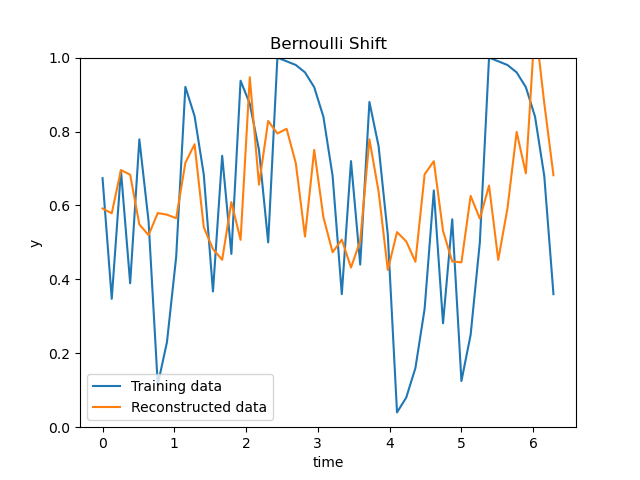 Bernoulli Shift
1.0
0.8
0.6
0.4
0.2
0.0
y
Training data
Reconstructed data
0 1 2 3 4 5 6
time